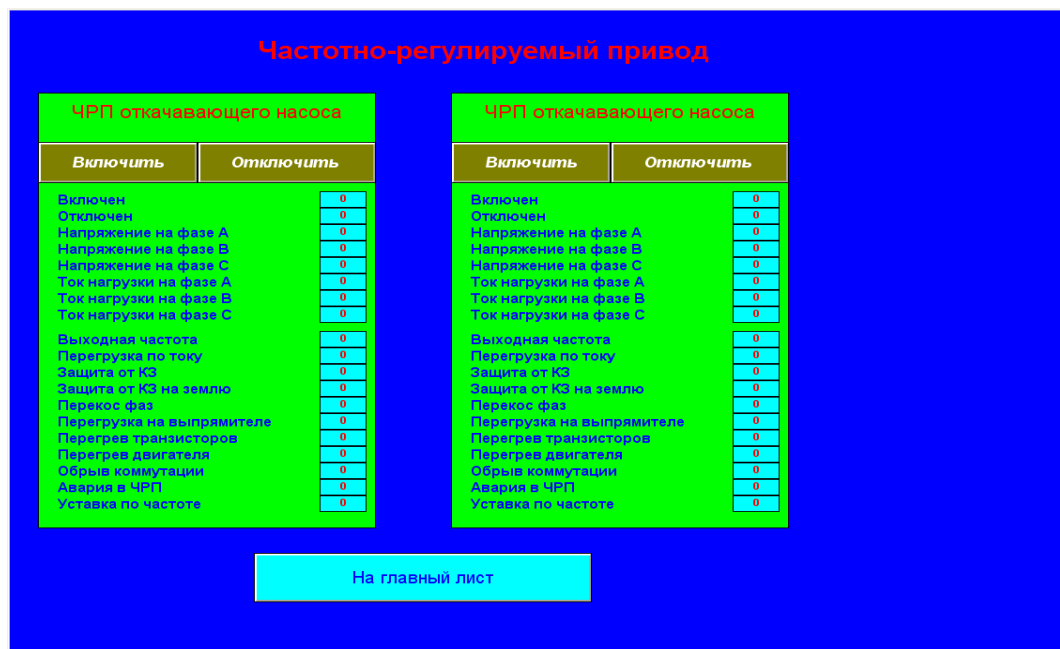 Частотно-регулируемый привод
ЧРП откачавающего насоса
Включить Отключить
Включен 0
Отключен 0
Напряжение на фазе А 0
Напряжение на фазе В 0
Напряжение на фазе С 0
Ток нагрузки на фазе А 0
Ток нагрузки на фазе В 0
Ток нагрузки на фазе С 0
Выходная частота 0
Перегрузка по току 0
Защита от КЗ 0
Защита от КЗ на землю 0
Перекос фаз 0
Перегрузка на выпрямителе 0
Перегрев транзисторов 0
Перегрев двигателя 0
Обрыв коммутации 0
Авария в ЧРП 0
Уставка по частоте 0
ЧРП откачавающего насоса
Включить Отключить
Включен 0
Отключен 0
Напряжение на фазе А 0
Напряжение на фазе В 0
Напряжение на фазе С 0
Ток нагрузки на фазе А 0
Ток нагрузки на фазе В 0
Ток нагрузки на фазе С 0
Выходная частота 0
Перегрузка по току 0
Защита от КЗ 0
Защита от КЗ на землю 0
Перекос фаз 0
Перегрузка на выпрямителе 0
Перегрев транзисторов 0
Перегрев двигателя 0
Обрыв коммутации 0
Авария в ЧРП 0
Уставка по частоте 0
На главный лист